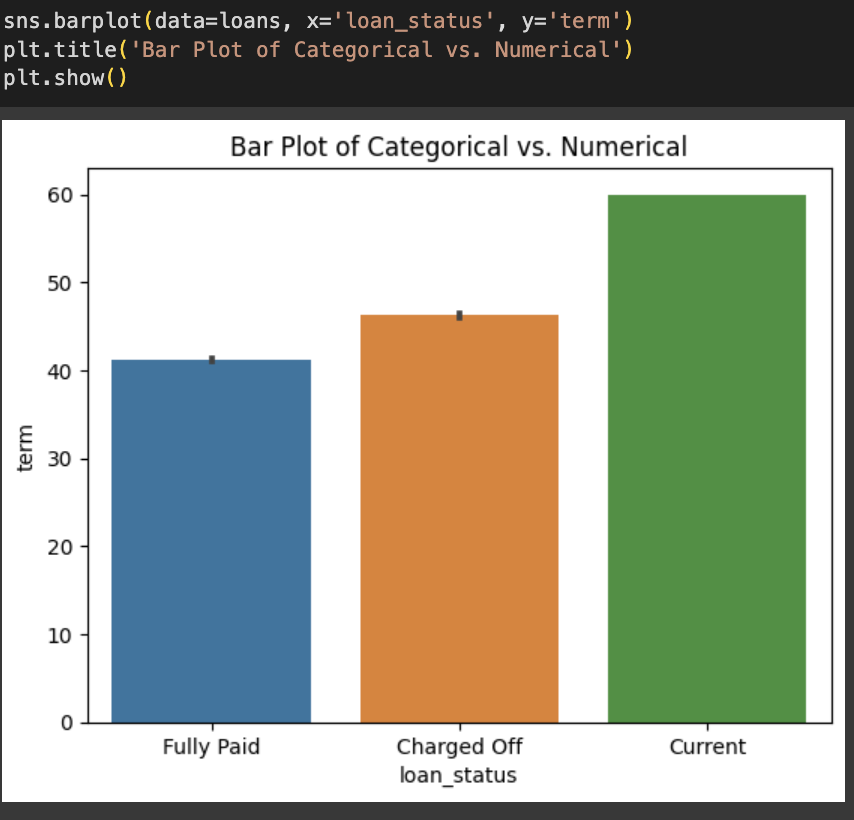 sns.barplot(data=loans, x='loan_status', y='term')
plt.title('Bar Plot of Categorical vs. Numerical')
plt.show()
Bar Plot of Categorical vs. Numerical
60
50
40
30
20
10
0
term
Fully Paid Charged Off Current
loan_status